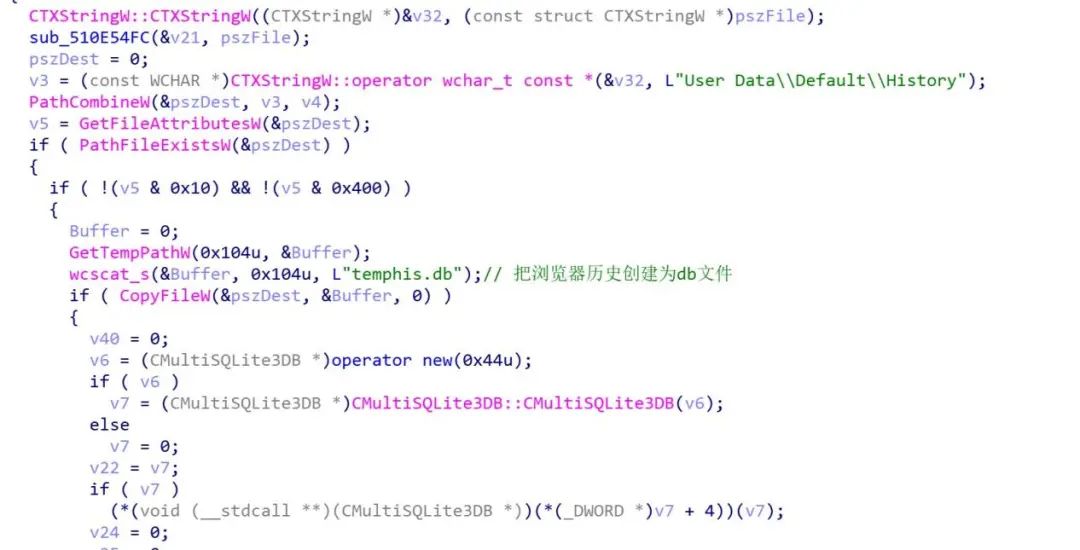 {
CTXStringW::CTXStringW((CTXStringW *)&v32, (const struct CTXStringW *)pszFile);
sub_510E54FC(&v21, pszFile);
pszDest = 0;
v3 = (const WCHAR *)CTXStringW::operator wchar_t const *(&v32, L"User Data\\Default\\History");
PathCombineW(&pszDest, v3, v4);
v5 = GetFileAttributesW(&pszDest);
if ( PathFileExistsW(&pszDest) )
{
if ( !(v5 & 0x10) && !(v5 & 0x400) )
{
Buffer = 0;
GetTempPathW(0x104u, &Buffer);
wcscat_s(&Buffer, 0x104u, L"temphis.db");// 把浏览器历史创建为db文件
if ( CopyFileW(&pszDest, &Buffer, 0) )
{
v40 = 0;
v6 = (CMultiSQLite3DB *)operator new(0x44u);
if ( v6 )
v7 = (CMultiSQLite3DB *)CMultiSQLite3DB::CMultiSQLite3DB(v6);
else
v7 = 0;
v22 = v7;
if ( v7 )
(*(void (__stdcall **)(CMultiSQLite3DB *))(*(_DWORD *)v7 + 4))(v7);
v24 = 0;